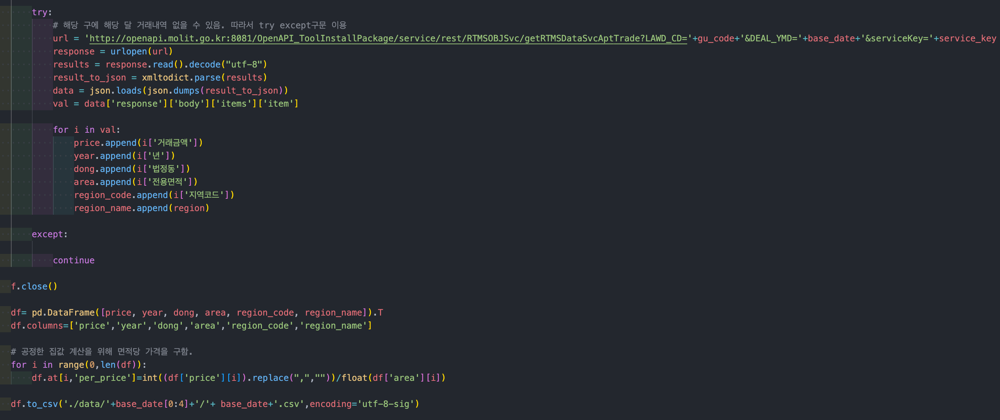 try:
# 해당 구에 해당 달 거래내역 없을 수 있음. 따라서 try except구문 이용
url = 'http://openapi.molit.go.kr:8081/OpenAPI_ToolInstallPackage/service/rest/RTMSOBJSvc/getRTMSDataSvcAptTrade?LAWD_CD='+gu_code+'&DEAL_YMD='+base_date+'&serviceKey='+service_key
response = urlopen(url)
results = response.read().decode("utf-8")
result_to_json = xmltodict.parse(results)
data = json.loads(json.dumps(result_to_json))
val = data['response']['body']['items']['item']
for i in val:
price.append(i['거래금액'])
year.append(i['년'])
dong.append(i['법정동'])
area.append(i['전용면적'])
region_code.append(i['지역코드'])
region_name.append(region)
except:
continue
f.close()
df= pd.DataFrame([price, year, dong, area, region_code, region_name]).T
df.columns=['price','year','dong','area','region_code','region_name']
# 공정한 집값 계산을 위해 면적당 가격을 구함.
for i in range(0,len(df)):
df.at[i,'per_price']=int((df['price'][i]).replace(",",""))/float(df['area'][i])
df.to_csv('./data/'+base_date[0:4]+'/'+ base_date+'.csv',encoding='utf-8-sig')